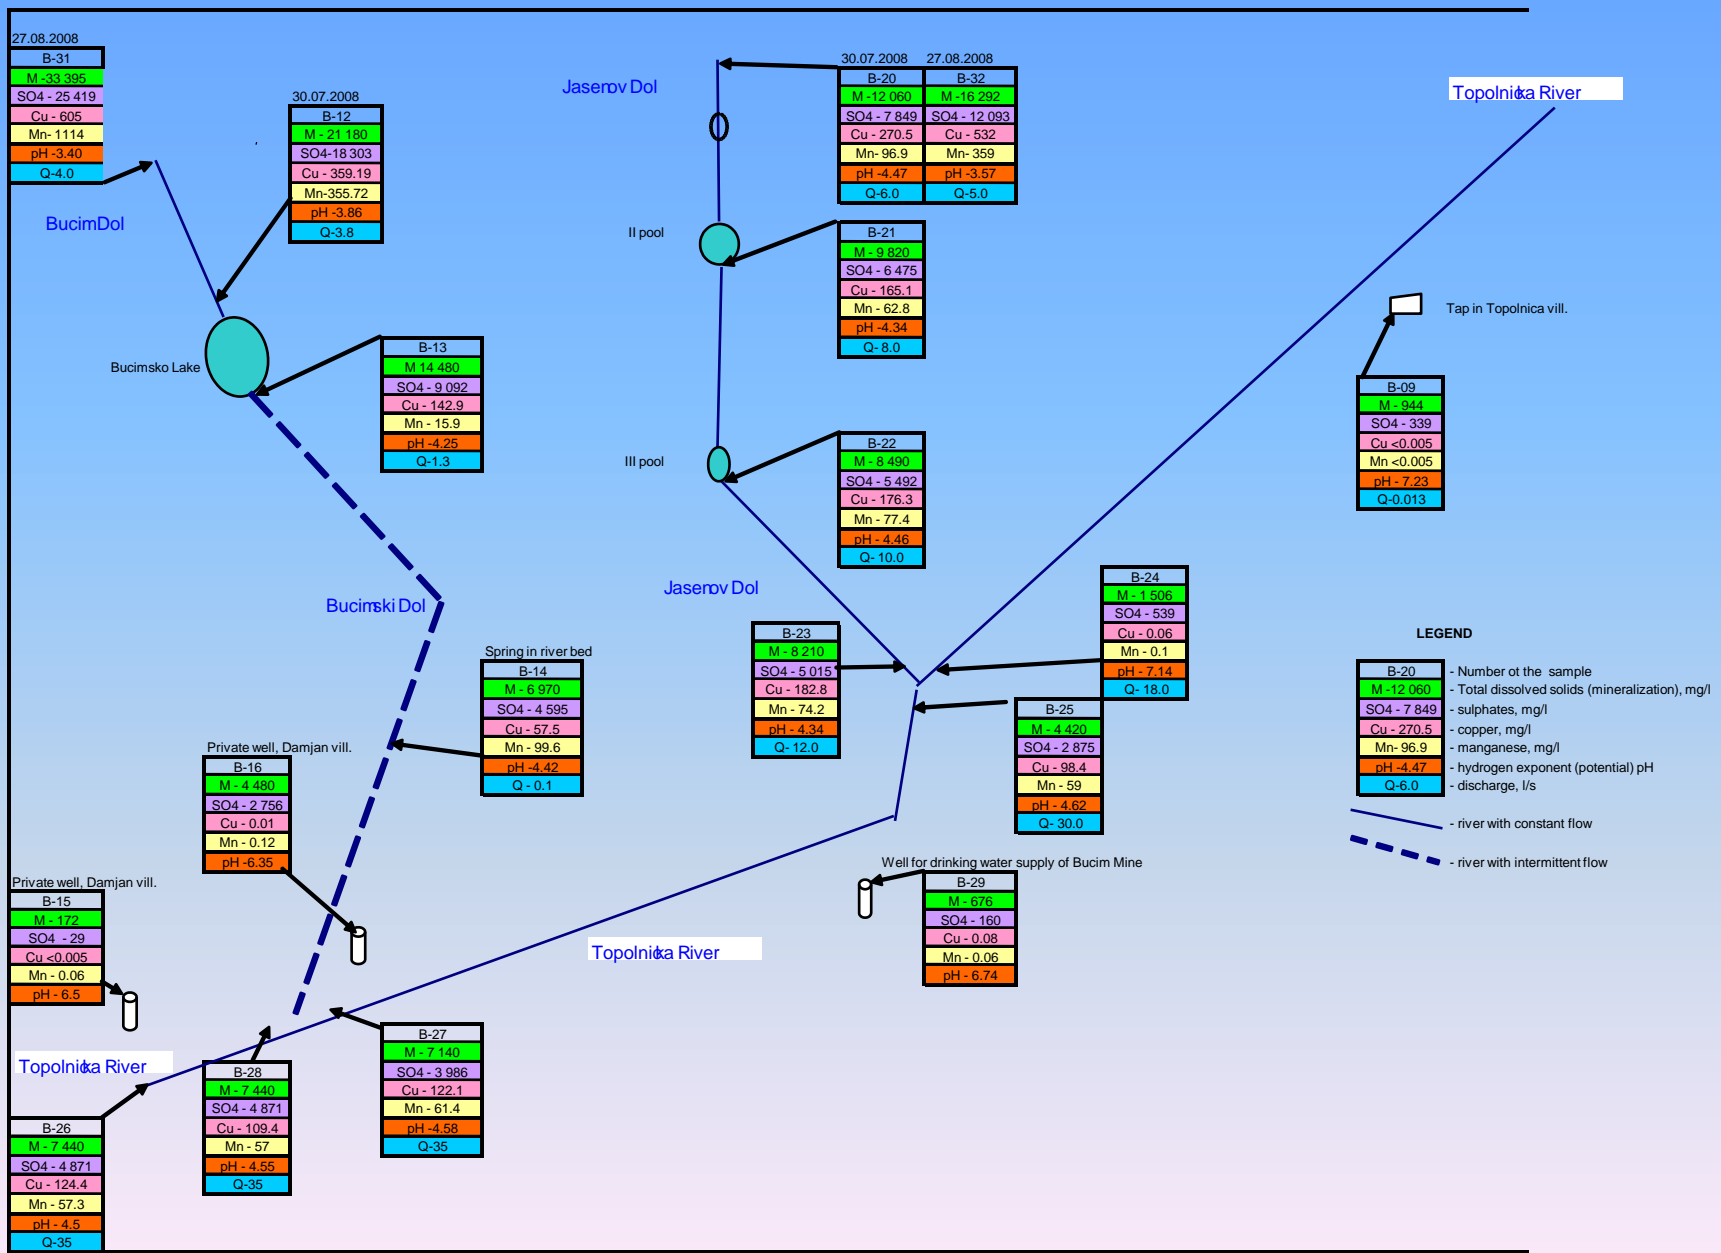 27.08.2008
B-31
M -33 395
SO4 - 25 419
Cu - 605
Mn- 1114
pH -3.40
Q-4.0
30.07.2008
B-12
M - 21 180
SO4-18 303
Cu - 359.19
Mn-355.72
pH -3.86
Q-3.8
Bucim Dol
Bucimsko Lake
B-13
M 14 480
SO4 - 9 092
Cu - 142.9
Mn - 15.9
pH -4.25
Q-1.3
Jasenov Dol
30.07.2008 27.08.2008
B-20 B-32
M -12 060 M -16 292
SO4 - 7 849 SO4 - 12 093
Cu - 270.5 Cu - 532
Mn- 96.9 Mn- 359
pH -4.47 pH -3.57
Q-6.0 Q-5.0
II pool
B-21
M - 9 820
SO4 - 6 475
Cu - 165.1
Mn - 62.8
pH -4.34
Q- 8.0
III pool
B-22
M - 8 490
SO4 - 5 492
Cu - 176.3
Mn - 77.4
pH - 4.46
Q- 10.0
Topolnicka River
Tap in Topolnica vill.
B-09
M - 944
SO4 - 339
Cu <0.005
Mn <0.005
pH - 7.23
Q-0.013
Bucimski Dol
Jasenov Dol
B-24
M - 1 506
SO4 - 539
Cu - 0.06
Mn - 0.1
pH - 7.14
Q- 18.0
B-23
M - 8 210
SO4 - 5 015
Cu - 182.8
Mn - 74.2
pH - 4.34
Q- 12.0
Spring in river bed
B-14
M - 6 970
SO4 - 4 595
Cu - 57.5
Mn - 99.6
pH -4.42
Q - 0.1
B-25
M - 4 420
SO4 - 2 875
Cu - 98.4
Mn - 59
pH - 4.62
Q- 30.0
LEGEND
B-20 - Number ot the sample
M -12 060 - Total dissolved solids (mineralization), mg/l
SO4 - 7 849 - sulphates, mg/l
Cu - 270.5 - copper, mg/l
Mn- 96.9 - manganese, mg/l
pH -4.47 - hydrogen exponent (potential) pH
Q-6.0 - discharge, l/s
- river with constant flow
- river with intermittent flow
Private well, Damjan vill.
B-16
M - 4 480
SO4 - 2 756
Cu - 0.01
Mn - 0.12
pH -6.35
Private well, Damjan vill.
B-15
M - 172
SO4 - 29
Cu <0.005
Mn - 0.06
pH - 6.5
Well for drinking water supply of Bucim Mine
B-29
M - 676
SO4 - 160
Cu - 0.08
Mn - 0.06
pH - 6.74
Topolnicka River
Topolnicka River
B-27
M - 7 140
SO4 - 3 986
Cu - 122.1
Mn - 61.4
pH -4.58
Q-35
B-28
M - 7 440
SO4 - 4 871
Cu - 109.4
Mn - 57
pH - 4.55
Q-35
B-26
M - 7 440
SO4 - 4 871
Cu - 124.4
Mn - 57.3
pH - 4.5
Q-35